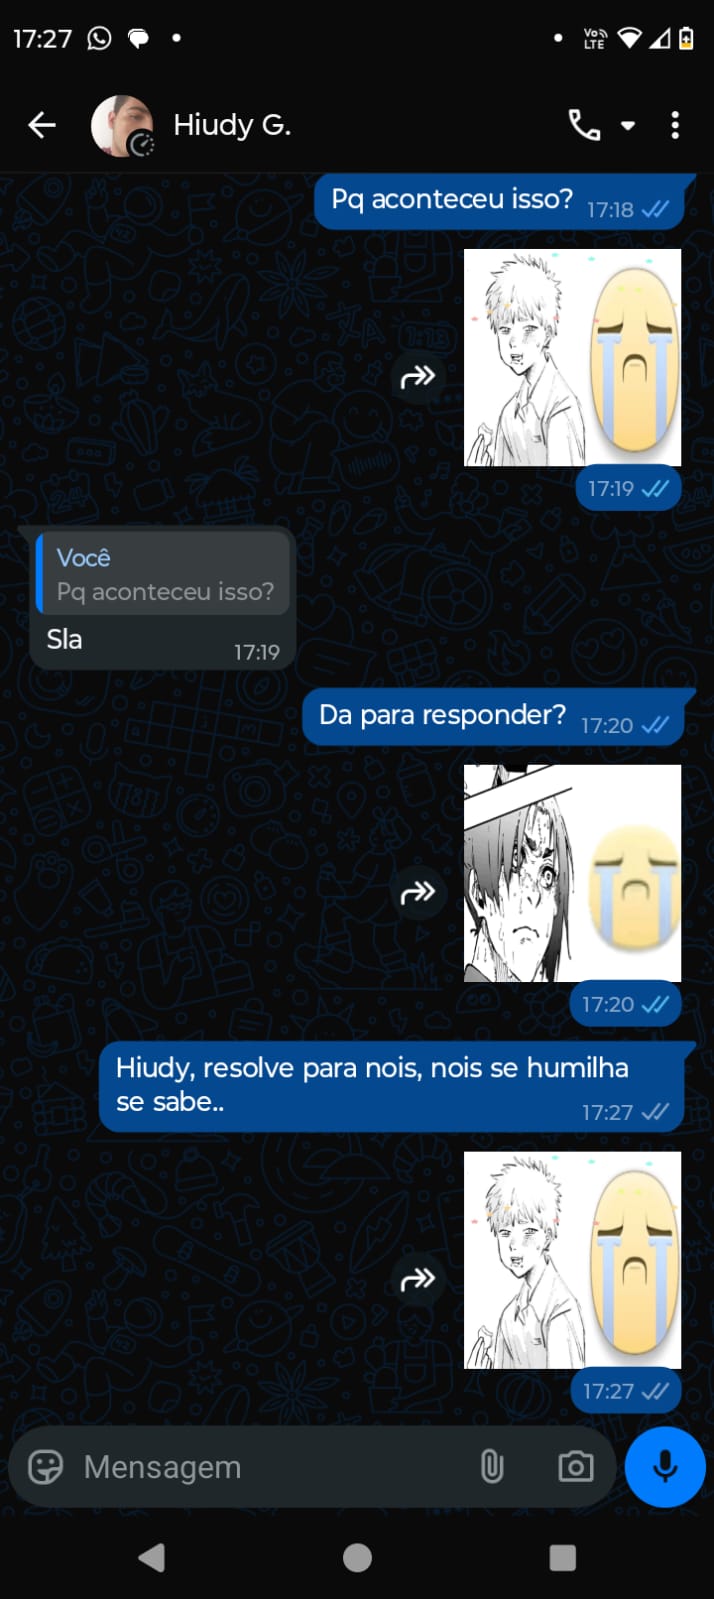 17:27
Vo LTE
Hiudy G.
Pq aconteceu isso? 17:18
17:19
Você
Pq aconteceu isso?
Sla
17:19
Da para responder? 17:20
17:20
Hiudy, resolve para nois, nois se humilha
se sabe..
17:27
17:27
Mensagem